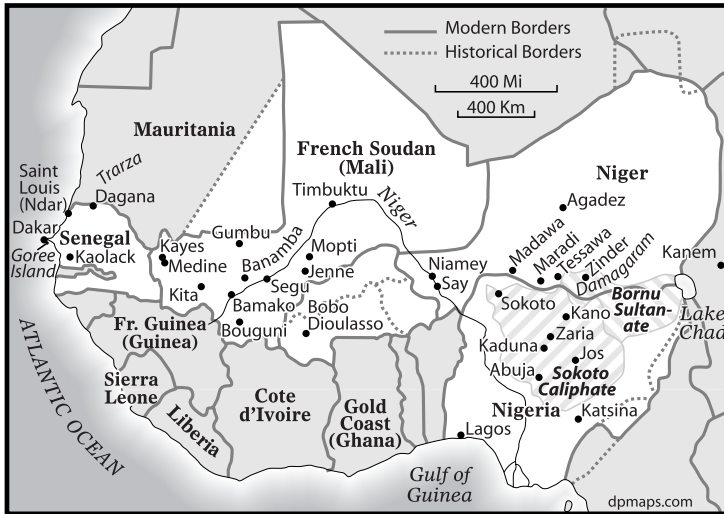 Modern Borders
Historical Borders
400 Mi
400 Km
Mauritania
French Soudan
(Mali)
Niger
Saint
Louis
(Ndar)
Trarza
Dagana
Timbuktu
Niger
Agadez
Dakar
Senegal
Gorée
Island
Kaolack
Kayes
Medine
Gumbu
Banamba
Mopti
Jenne
Segu
Kita
Bamako
Niamey
Say
Madawa
Maradi
Tessawa
Zinder
Damagaram
Kanem
Sokoto
Bornu
Sultan-
ate
Lake
Chad
Kano
Zaria
Kaduna
Jos
Abuja
Sokoto
Caliphate
Katsina
Nigeria
Lagos
Fr. Guinea
(Guinea)
Bouguni
Bobo
Dioulasso
Sierra
Leone
Liberia
Cote
d'Ivoire
Gold
Coast
(Ghana)
ATLANTIC OCEAN
Gulf of
Guinea
dpmaps.com